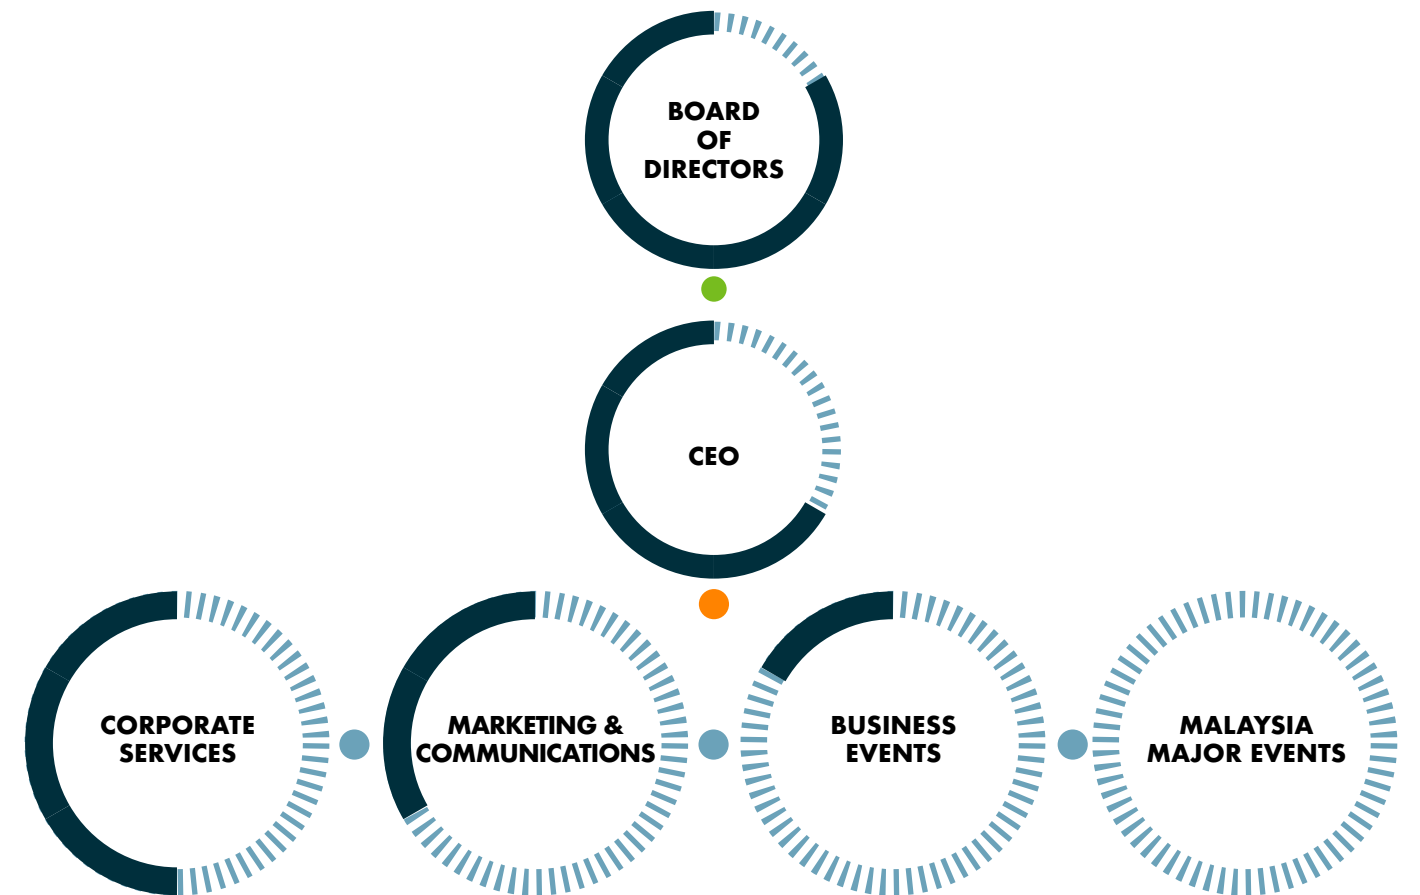 BOARD
OF
DIRECTORS
CEO
CORPORATE
SERVICES
MARKETING &
COMMUNICATIONS
BUSINESS
EVENTS
MALAYSIA
MAJOR EVENTS